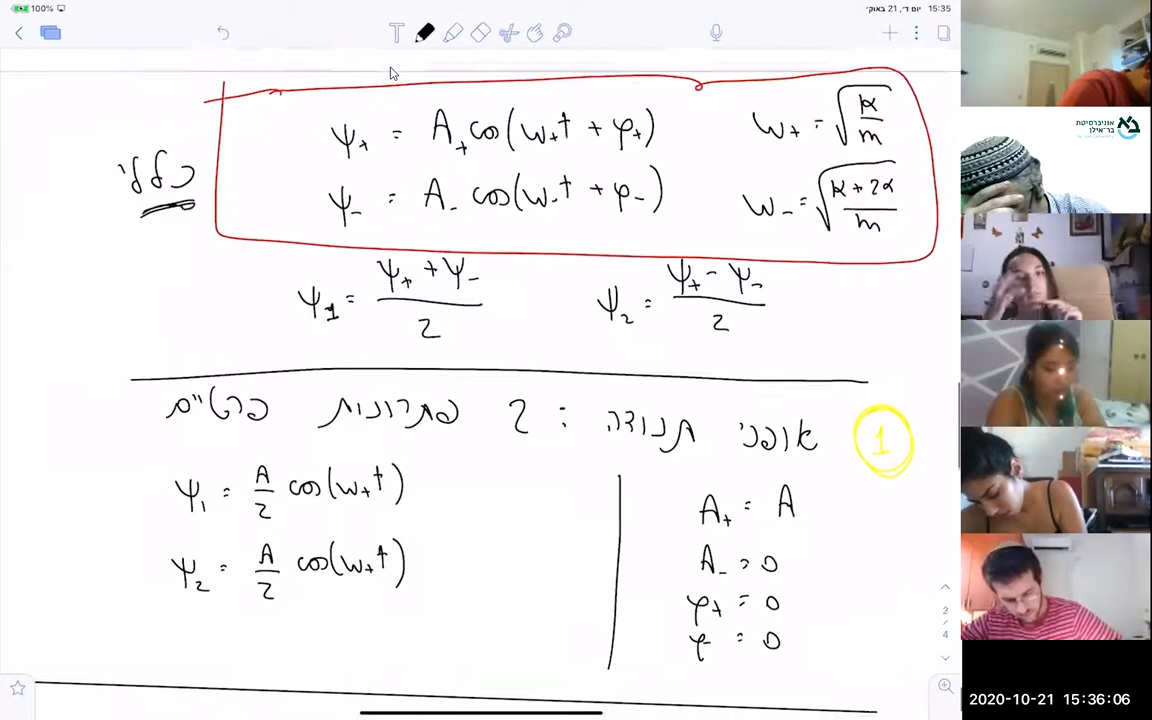 100%
15:35 יום ד׳, 21 באוק׳
אוניברסיטת
בר־אילן
כללי
ψ₊ = A₊ cos(w₊t + φ₊) w₊ = √(k/m)
ψ₋ = A₋ cos(w₋t + φ₋) w₋ = √((k + 2α)/m)
ψ₁ = (ψ₊ + ψ₋)/2 ψ₂ = (ψ₊ − ψ₋)/2
1 אופני תנודה : 2 פתרונות פרטיים
ψ₁ = A/2 cos(w₊t)
ψ₂ = A/2 cos(w₊t)
A₊ = A
A₋ = 0
φ₊ = 0
φ₋ = 0
2
/
4
2020-10-21 15:36:06